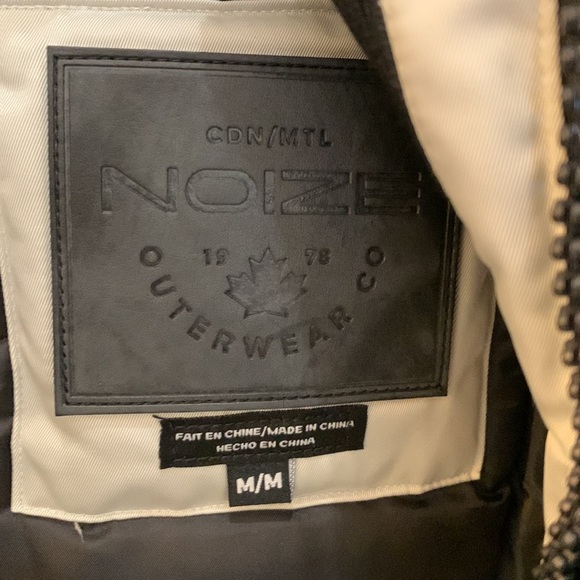 CDN/MTL
NOIZE
19 78
OUTERWEAR CO
FAIT EN CHINE/MADE IN CHINA
HECHO EN CHINA
M/M